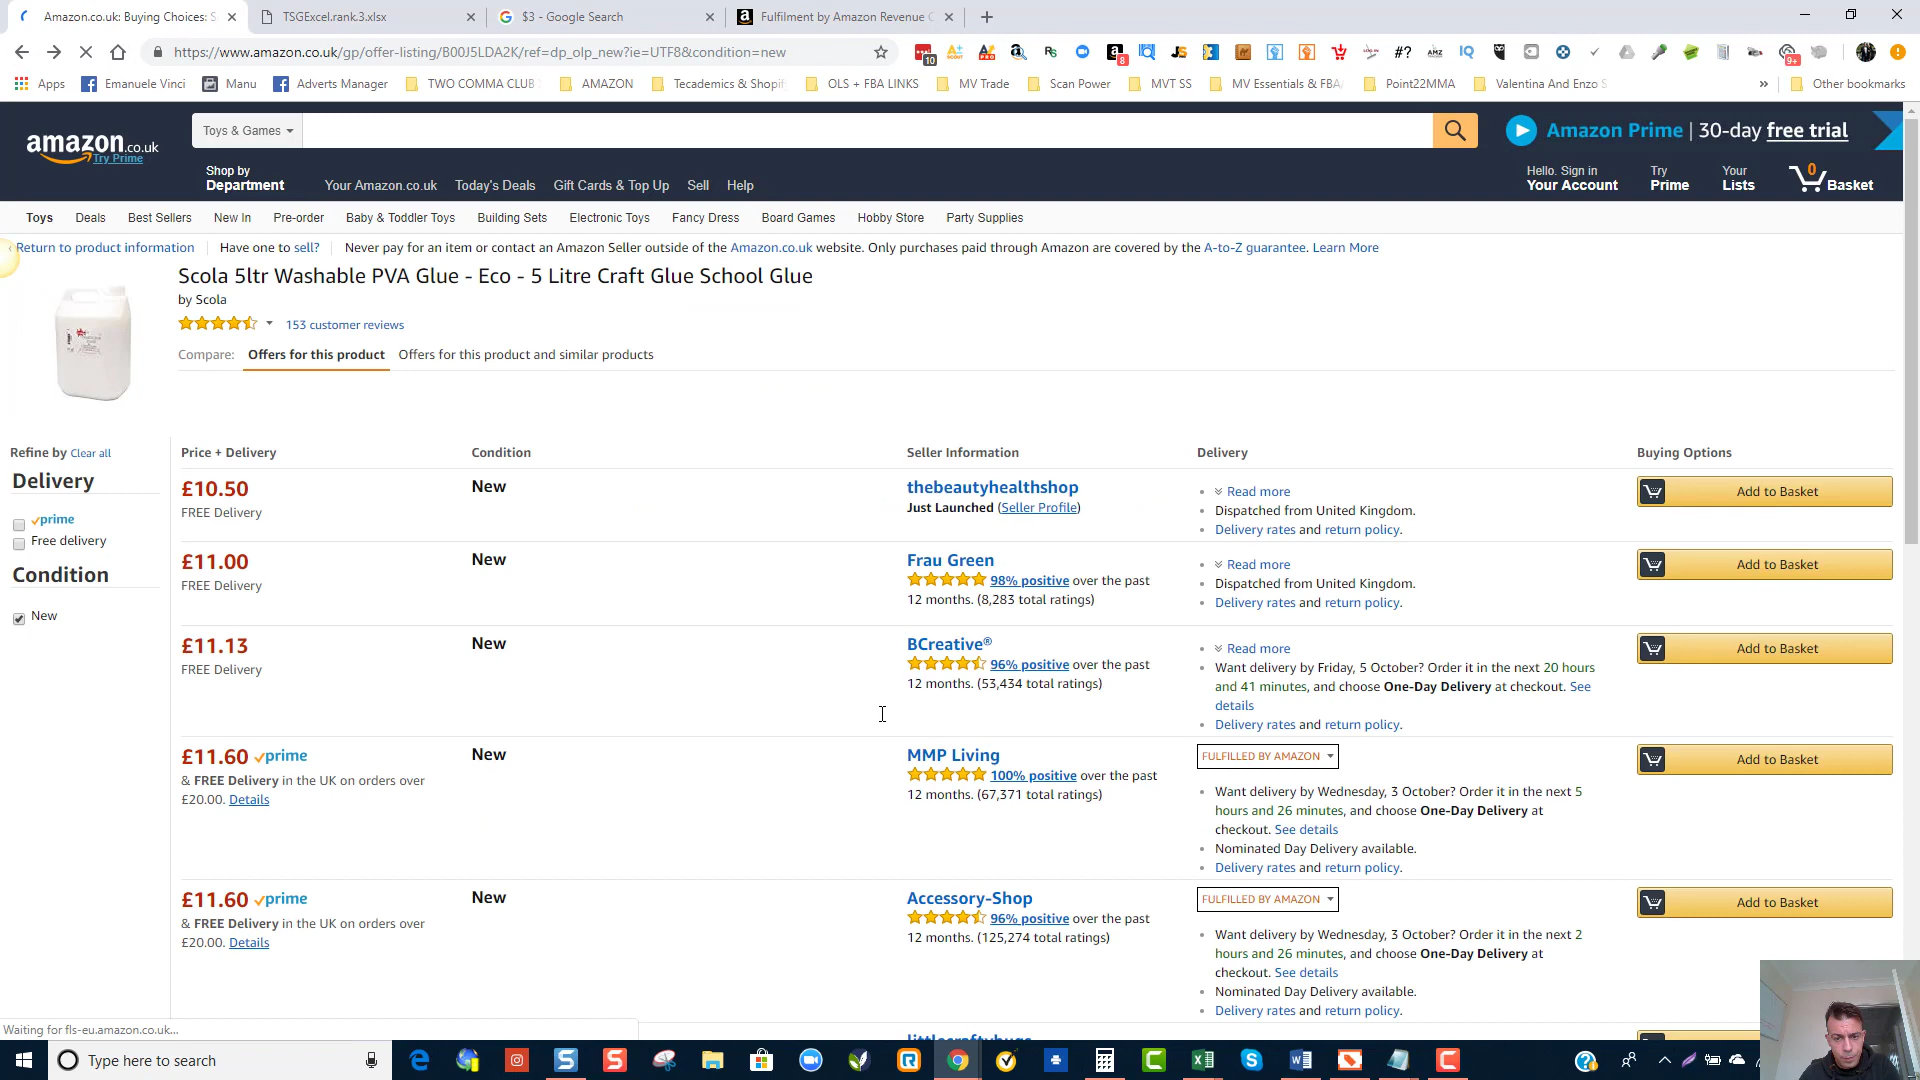 Amazon.co.uk: Buying Choices: S
TSGExcel.rank.3.xlsx
$3 - Google Search
Fulfilment by Amazon Revenue C
https://www.amazon.co.uk/gp/offer-listing/B00J5LDA2K/ref=dp_olp_new?ie=UTF8&condition=new
Apps
Emanuele Vinci
Manu
Adverts Manager
TWO COMMA CLUB
AMAZON
Tecademics & Shopif
OLS + FBA LINKS
MV Trade
Scan Power
MVT SS
MV Essentials & FBA
Point22MMA
Valentina And Enzo S
Other bookmarks
amazon.co.uk
Try Prime
Toys & Games
Amazon Prime | 30-day free trial
Shop by
Department
Your Amazon.co.uk
Today's Deals
Gift Cards & Top Up
Sell
Help
Hello. Sign in
Your Account
Try
Prime
Your
Lists
0
Basket
Toys
Deals
Best Sellers
New In
Pre-order
Baby & Toddler Toys
Building Sets
Electronic Toys
Fancy Dress
Board Games
Hobby Store
Party Supplies
‹ Return to product information
Have one to sell?
Never pay for an item or contact an Amazon Seller outside of the Amazon.co.uk website. Only purchases paid through Amazon are covered by the A-to-Z guarantee. Learn More
Scola 5ltr Washable PVA Glue - Eco - 5 Litre Craft Glue School Glue
by Scola
153 customer reviews
Compare:
Offers for this product
Offers for this product and similar products
Refine by Clear all
Delivery
prime
Free delivery
Condition
New
Price + Delivery
Condition
Seller Information
Delivery
Buying Options
£10.50
FREE Delivery
New
thebeautyhealthshop
Just Launched (Seller Profile)
Read more
Dispatched from United Kingdom.
Delivery rates and return policy.
Add to Basket
£11.00
FREE Delivery
New
Frau Green
98% positive over the past
12 months. (8,283 total ratings)
Read more
Dispatched from United Kingdom.
Delivery rates and return policy.
Add to Basket
£11.13
FREE Delivery
New
BCreative®
96% positive over the past
12 months. (53,434 total ratings)
Read more
Want delivery by Friday, 5 October? Order it in the next 20 hours
and 41 minutes, and choose One-Day Delivery at checkout. See
details
Delivery rates and return policy.
Add to Basket
£11.60 prime
& FREE Delivery in the UK on orders over
£20.00. Details
New
MMP Living
100% positive over the past
12 months. (67,371 total ratings)
FULFILLED BY AMAZON
Want delivery by Wednesday, 3 October? Order it in the next 5
hours and 26 minutes, and choose One-Day Delivery at
checkout. See details
Nominated Day Delivery available.
Delivery rates and return policy.
Add to Basket
£11.60 prime
& FREE Delivery in the UK on orders over
£20.00. Details
New
Accessory-Shop
96% positive over the past
12 months. (125,274 total ratings)
FULFILLED BY AMAZON
Want delivery by Wednesday, 3 October? Order it in the next 2
hours and 26 minutes, and choose One-Day Delivery at
checkout. See details
Nominated Day Delivery available.
Delivery rates and return policy.
Add to Basket
Waiting for fls-eu.amazon.co.uk...
Type here to search